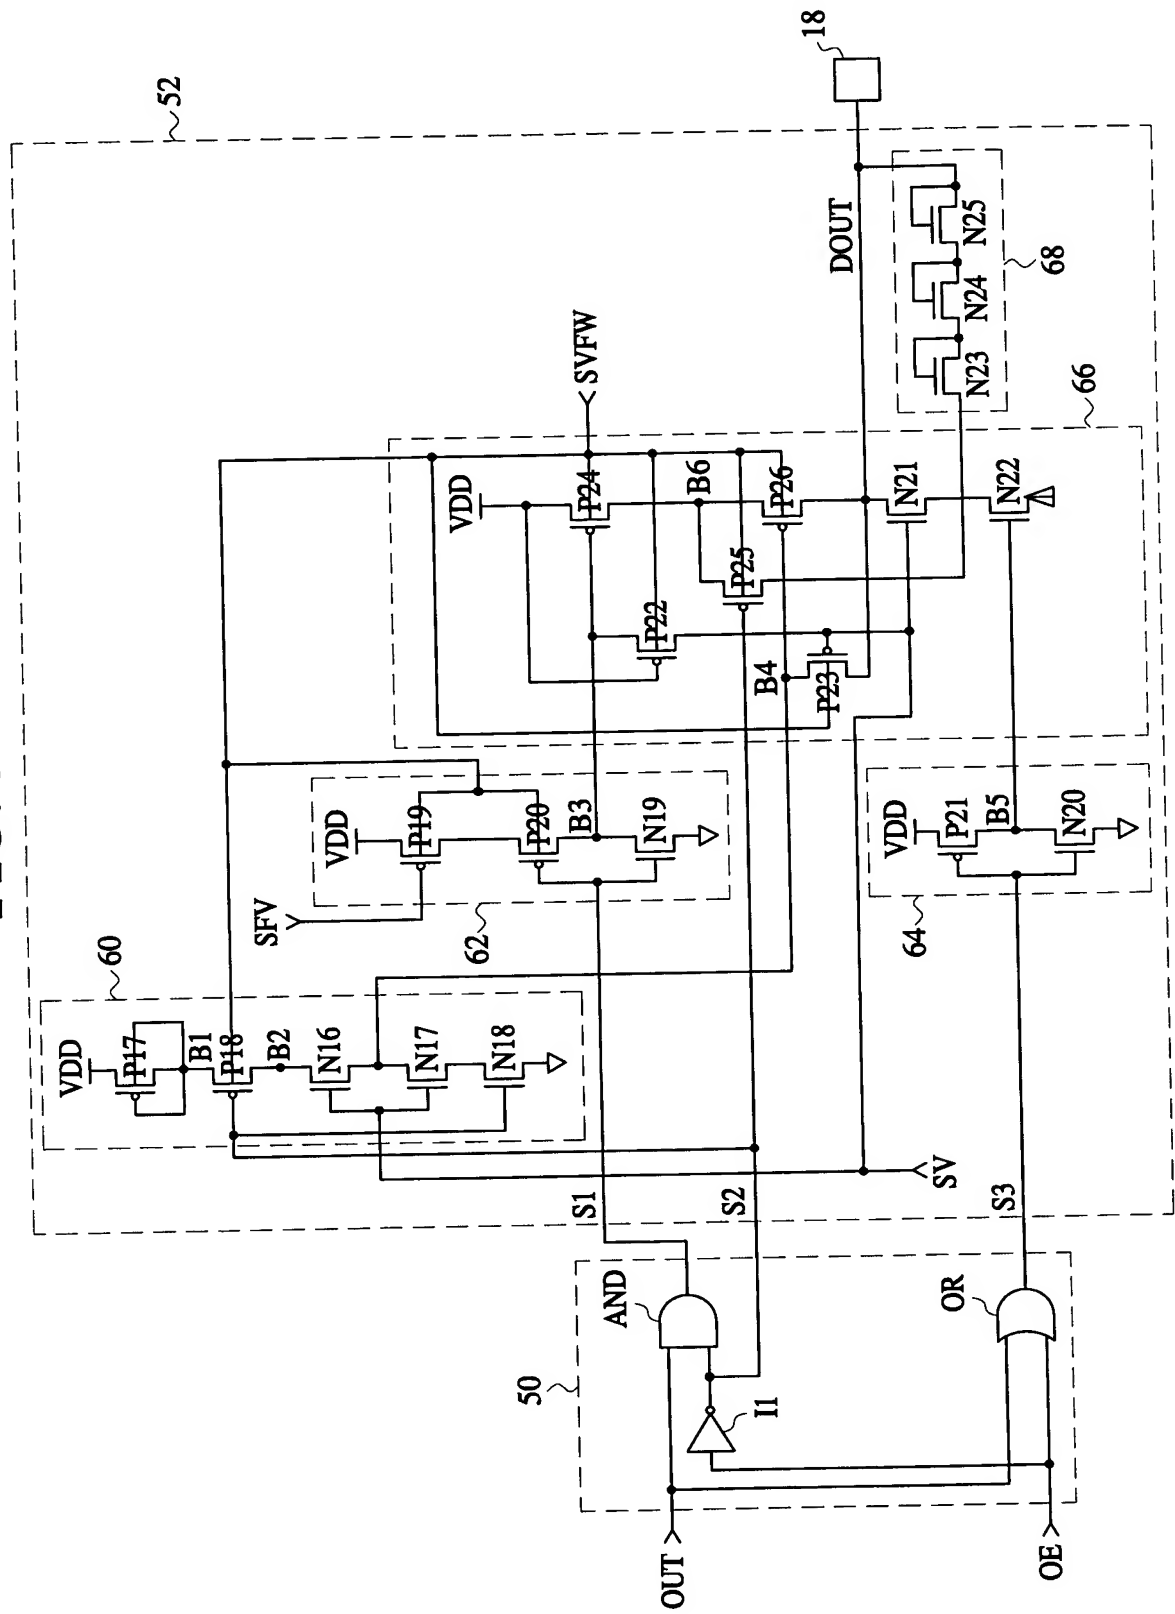 52
18
60
VDD
P17
B1
P18
B2
N16
N17
N18
SFV
VDD
P19
P20
B3
N19
62
VDD
P24
SVFW
P22
B6
P25
P26
B4
P23
N21
N22
66
DOUT
N25
N24
N23
68
VDD
P21
B5
N20
64
S1
S2
S3
SV
50
AND
I1
OR
OUT
OE